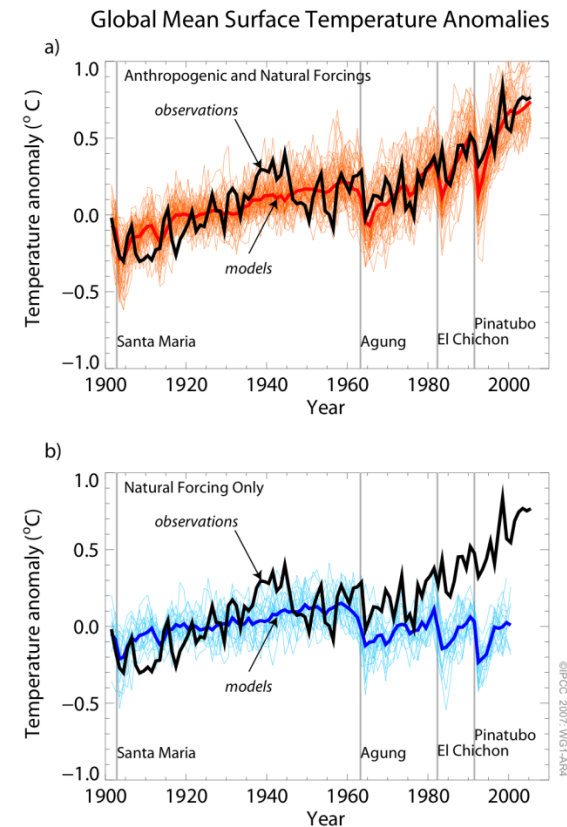 Global Mean Surface Temperature Anomalies
a)
Temperature anomaly (° C)
1.0
0.5
0.0
−0.5
−1.0
Anthropogenic and Natural Forcings
observations
models
Santa Maria
Agung
El Chichon
Pinatubo
1900 1920 1940 1960 1980 2000
Year
b)
Temperature anomaly (°C)
1.0
0.5
0.0
−0.5
−1.0
Natural Forcing Only
observations
models
Santa Maria
Agung
El Chichon
Pinatubo
1900 1920 1940 1960 1980 2000
Year
©IPCC 2007: WG1-AR4